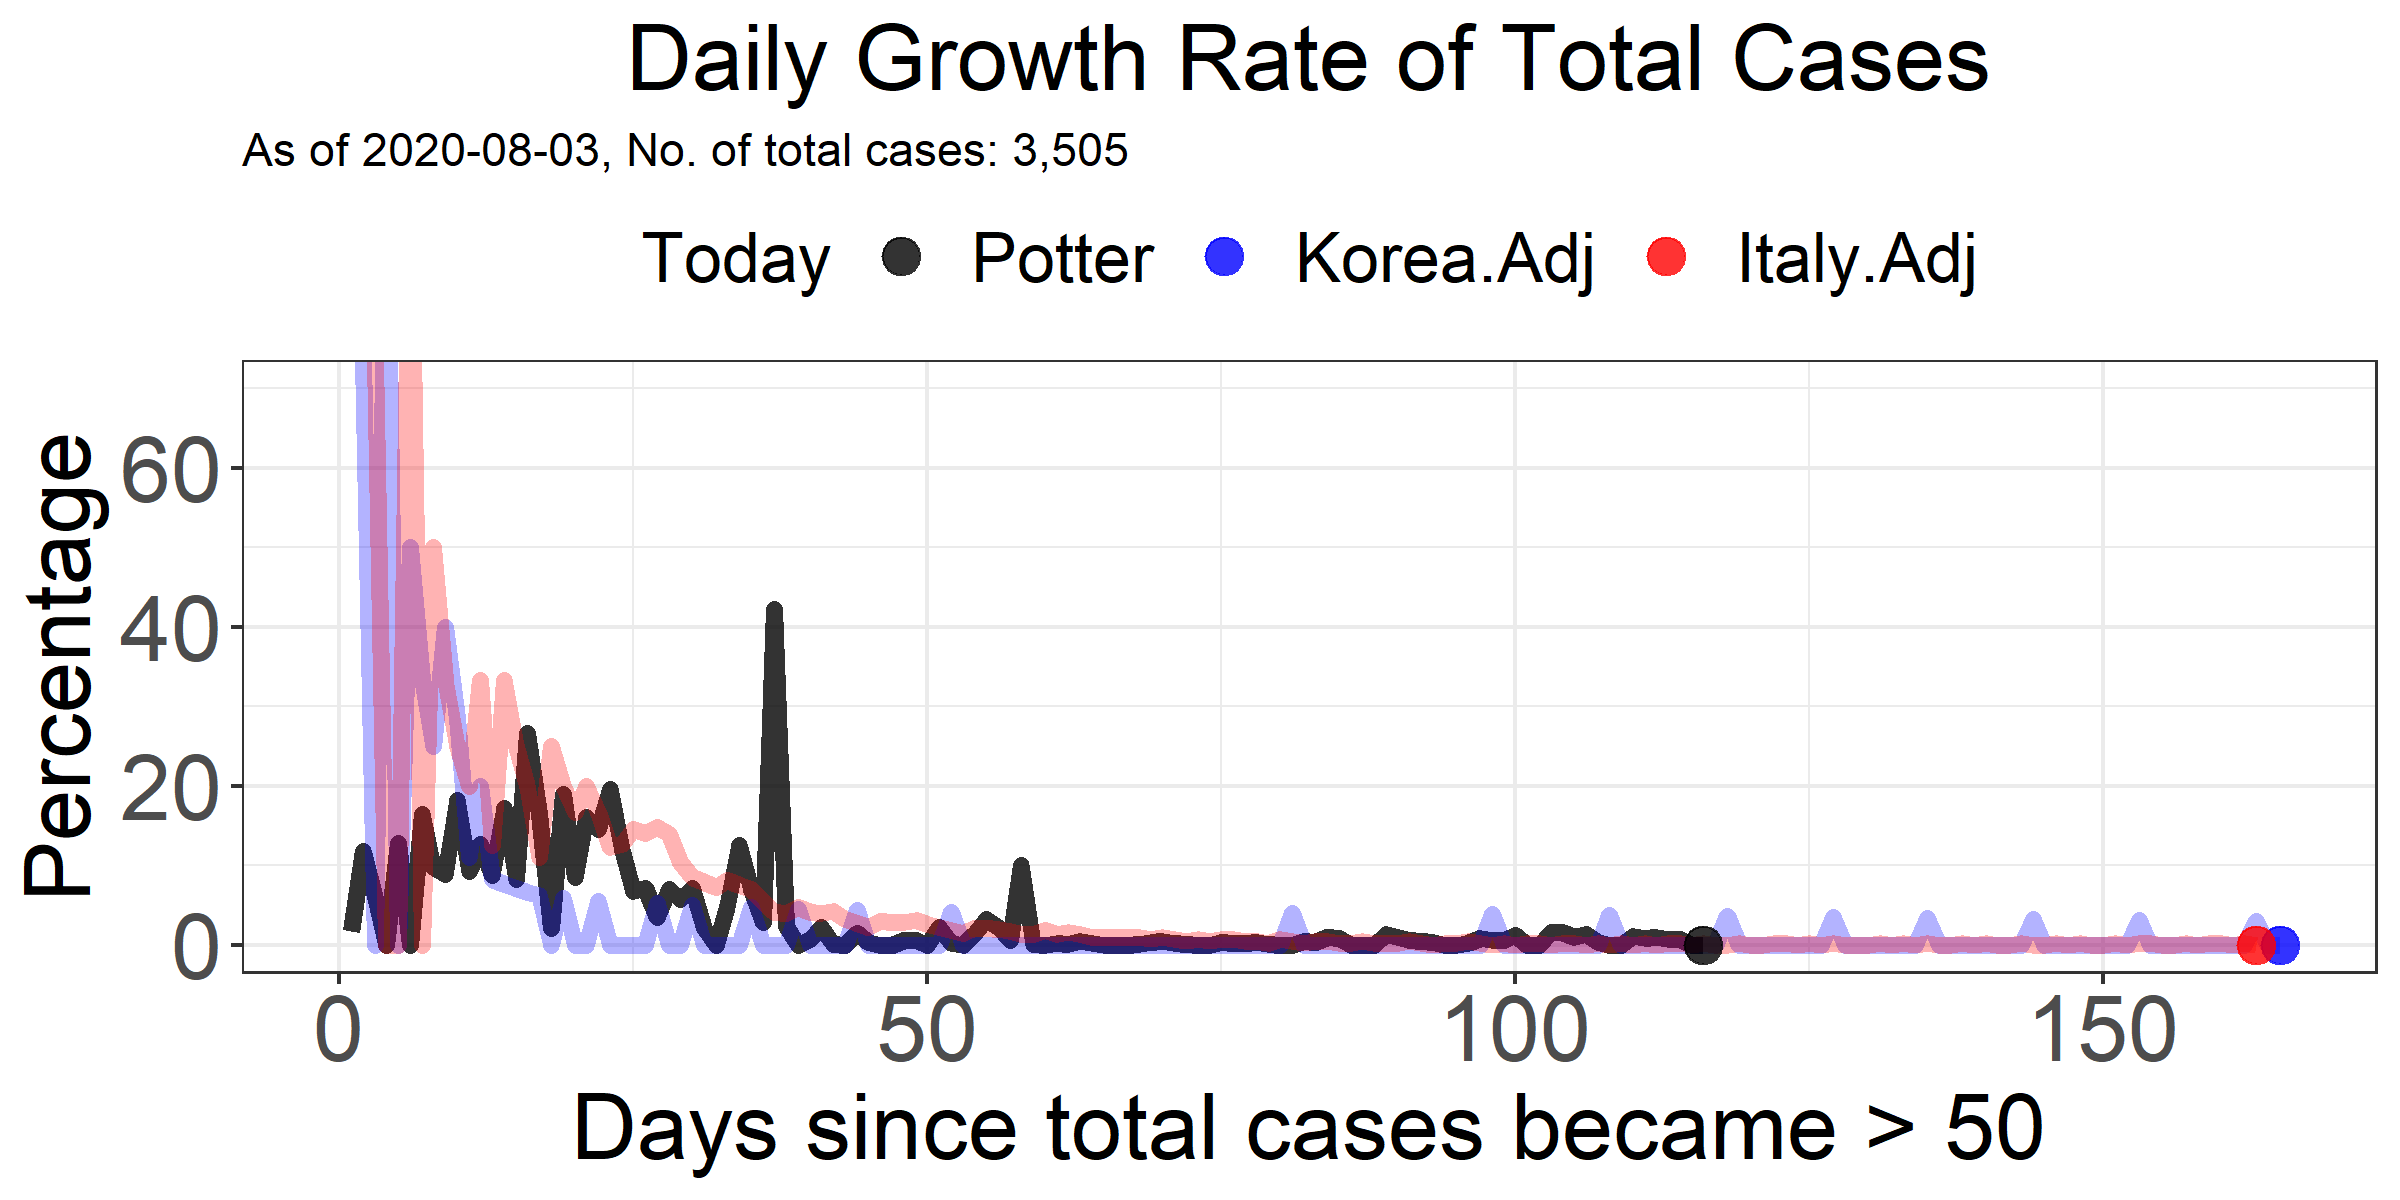 Daily Growth Rate of Total Cases
As of 2020-08-03, No. of total cases: 3,505
Today Potter Korea.Adj Italy.Adj
Percentage
60
40
20
0
0 50 100 150
Days since total cases became > 50